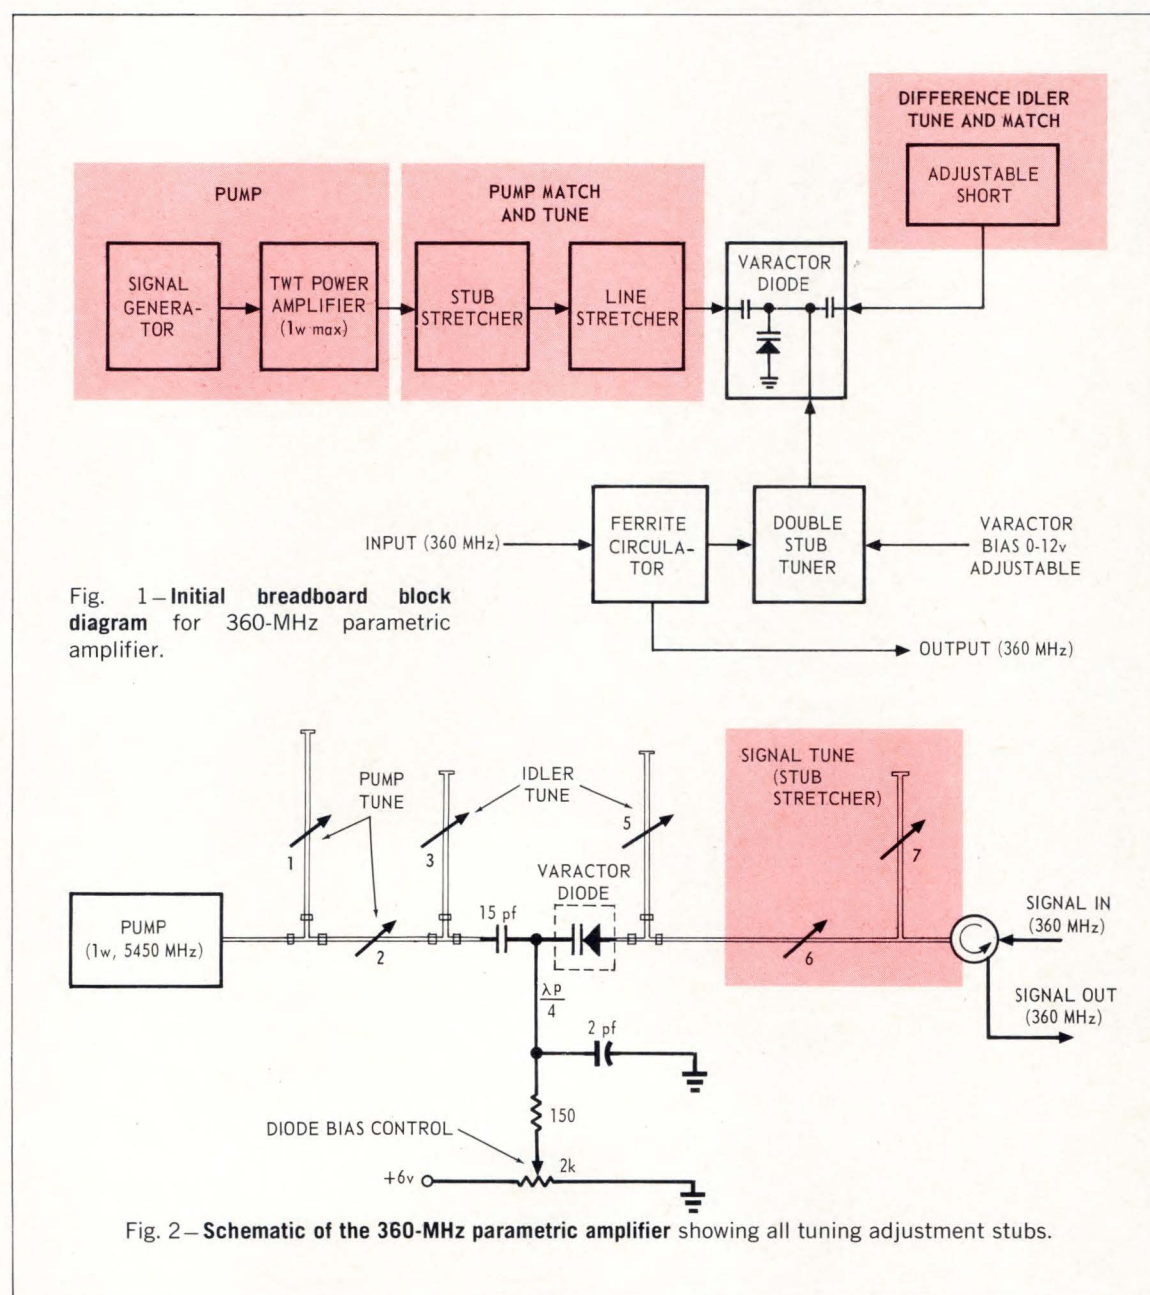 DIFFERENCE IDLER
TUNE AND MATCH
ADJUSTABLE
SHORT
PUMP
SIGNAL
GENERA-
TOR
TWT POWER
AMPLIFIER
(1w max)
PUMP MATCH
AND TUNE
STUB
STRETCHER
LINE
STRETCHER
VARACTOR
DIODE
INPUT (360 MHz)
FERRITE
CIRCULA-
TOR
DOUBLE
STUB
TUNER
VARACTOR
BIAS 0-12v
ADJUSTABLE
OUTPUT (360 MHz)
Fig. 1–Initial breadboard block
diagram for 360-MHz parametric
amplifier.
PUMP
TUNE
IDLER
TUNE
SIGNAL TUNE
(STUB
STRETCHER)
1
3
5
7
VARACTOR
DIODE
PUMP
(1w, 5450 MHz)
2
15 pf
6
SIGNAL IN
(360 MHz)
SIGNAL OUT
(360 MHz)
λP
4
2 pf
150
DIODE BIAS CONTROL
2k
+6v
Fig. 2–Schematic of the 360-MHz parametric amplifier showing all tuning adjustment stubs.